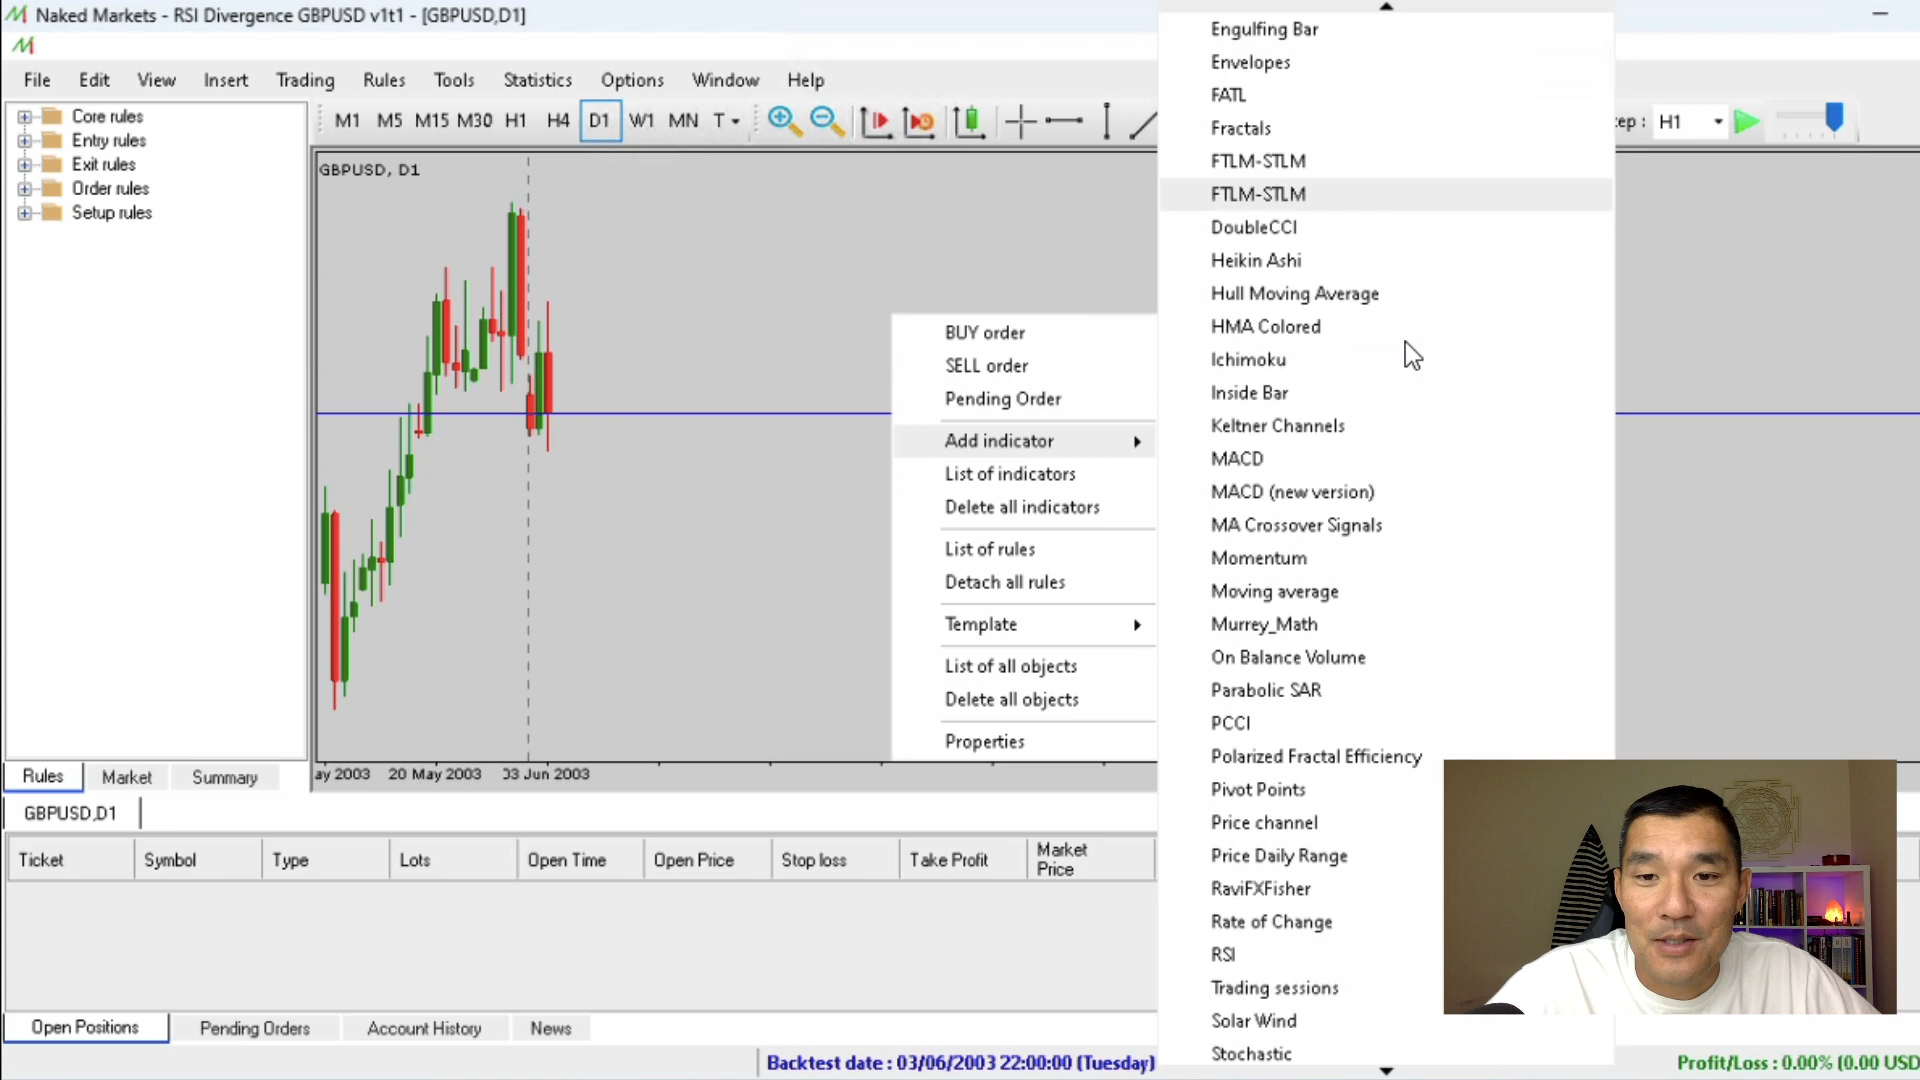 Naked Markets - RSI Divergence GBPUSD v1t1 - [GBPUSD,D1]
File Edit View Insert Trading Rules Tools Statistics Options Window Help
M1 M5 M15 M30 H1 H4 D1 W1 MN T
H1
Core rules
Entry rules
Exit rules
Order rules
Setup rules
Rules Market Summary
GBPUSD, D1
20 May 2003 03 Jun 2003
BUY order
SELL order
Pending Order
Add indicator
List of indicators
Delete all indicators
List of rules
Detach all rules
Template
List of all objects
Delete all objects
Properties
Engulfing Bar
Envelopes
FATL
Fractals
FTLM-STLM
FTLM-STLM
DoubleCCI
Heikin Ashi
Hull Moving Average
HMA Colored
Ichimoku
Inside Bar
Keltner Channels
MACD
MACD (new version)
MA Crossover Signals
Momentum
Moving average
Murrey_Math
On Balance Volume
Parabolic SAR
PCCI
Polarized Fractal Efficiency
Pivot Points
Price channel
Price Daily Range
RaviFXFisher
Rate of Change
RSI
Trading sessions
Solar Wind
Stochastic
GBPUSD,D1
Ticket Symbol Type Lots Open Time Open Price Stop loss Take Profit Market
Price
Open Positions Pending Orders Account History News
Backtest date : 03/06/2003 22:00:00 (Tuesday)
Profit/Loss : 0.00% (0.00 USD